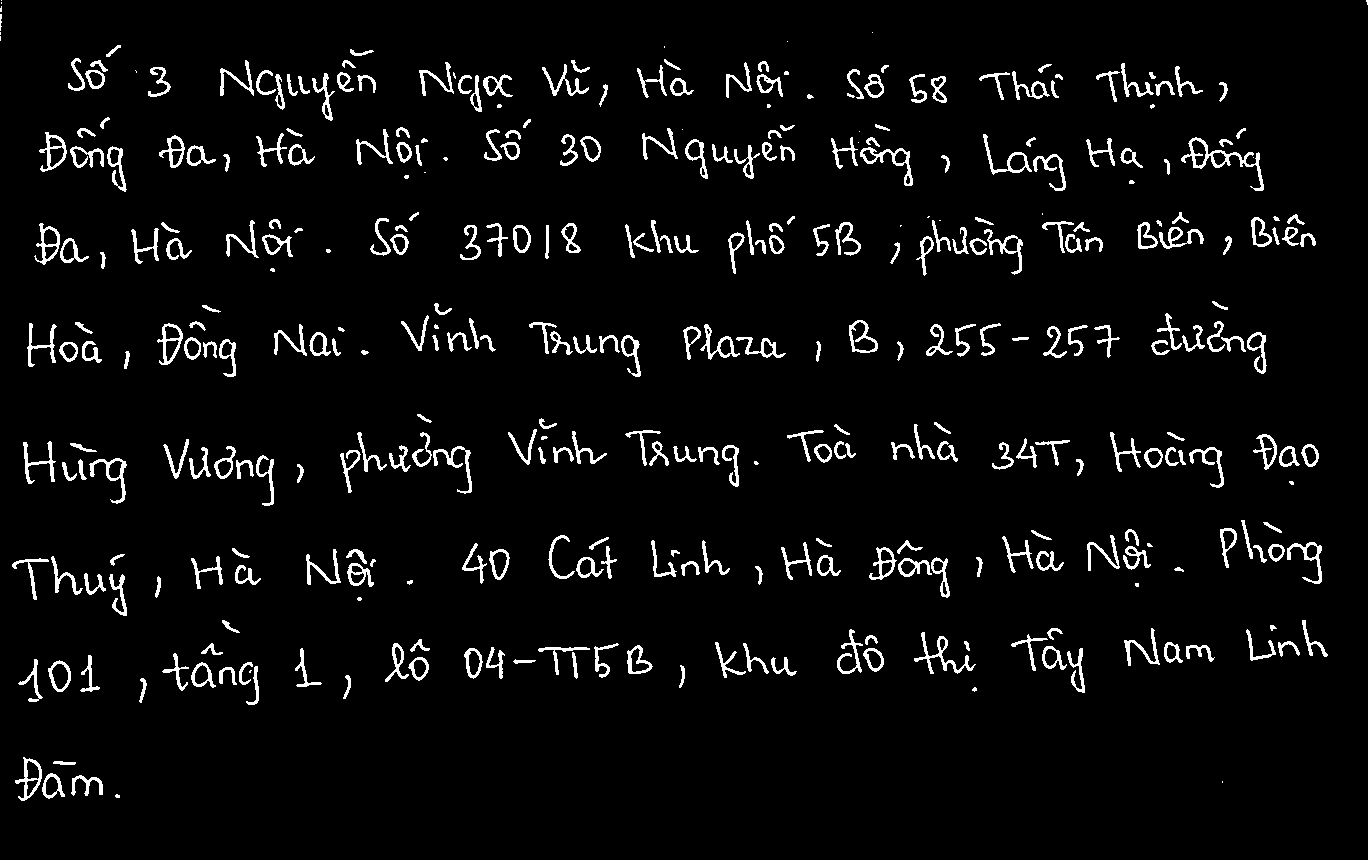 Số 3 Nguyễn Ngọc Vũ, Hà Nội. Số 58 Thái Thịnh,
Đống Đa, Hà Nội. Số 30 Nguyễn Hồng, Láng Hạ, Đống
Đa, Hà Nội. Số 37018 khu phố 5B, phường Tân Biên, Biên
Hoà, Đồng Nai. Vĩnh Trung Plaza, B, 255-257 đường
Hùng Vương, phường Vĩnh Trung. Toà nhà 34T, Hoàng Đạo
Thuý, Hà Nội. 40 Cát Linh, Hà Đông, Hà Nội. Phòng
101, tầng 1, lô 04-TT5B, khu đô thị Tây Nam Linh
Đàm.